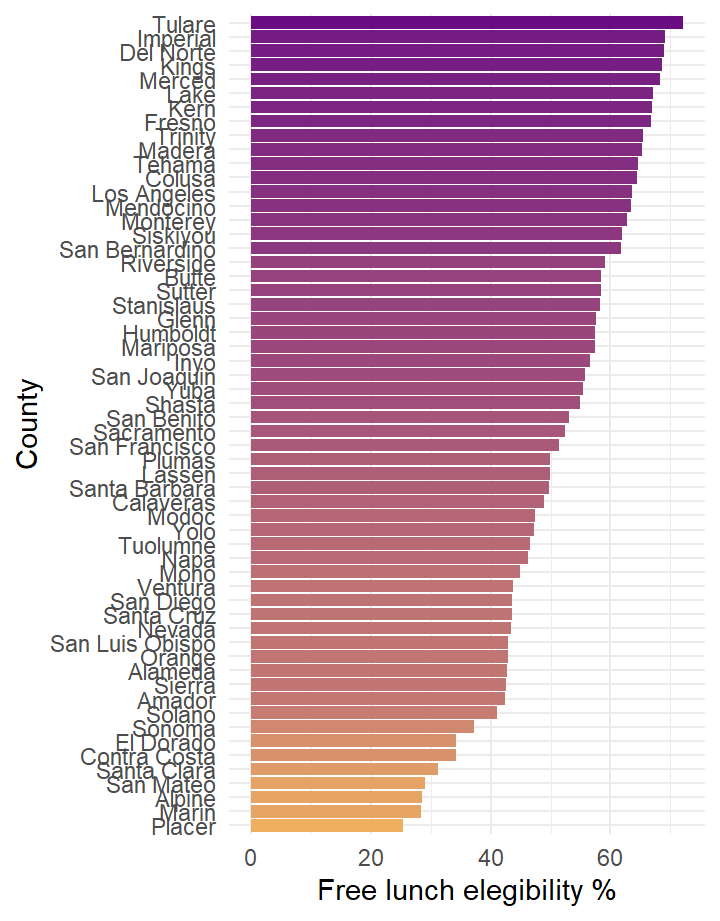 Tulare
Imperial
Del Norte
Kings
Merced
Lake
Kern
Fresno
Trinity
Madera
Tehama
Colusa
Los Angeles
Mendocino
Monterey
Siskiyou
San Bernardino
Riverside
Butte
Sutter
Stanislaus
Glenn
Humboldt
Mariposa
Inyo
San Joaquin
Yuba
Shasta
San Benito
Sacramento
San Francisco
Plumas
Lassen
Santa Barbara
Calaveras
Modoc
Yolo
Tuolumne
Napa
Mono
Ventura
San Diego
Santa Cruz
Nevada
San Luis Obispo
Orange
Alameda
Sierra
Amador
Solano
Sonoma
El Dorado
Contra Costa
Santa Clara
San Mateo
Alpine
Marin
Placer
County
0 20 40 60
Free lunch elegibility %